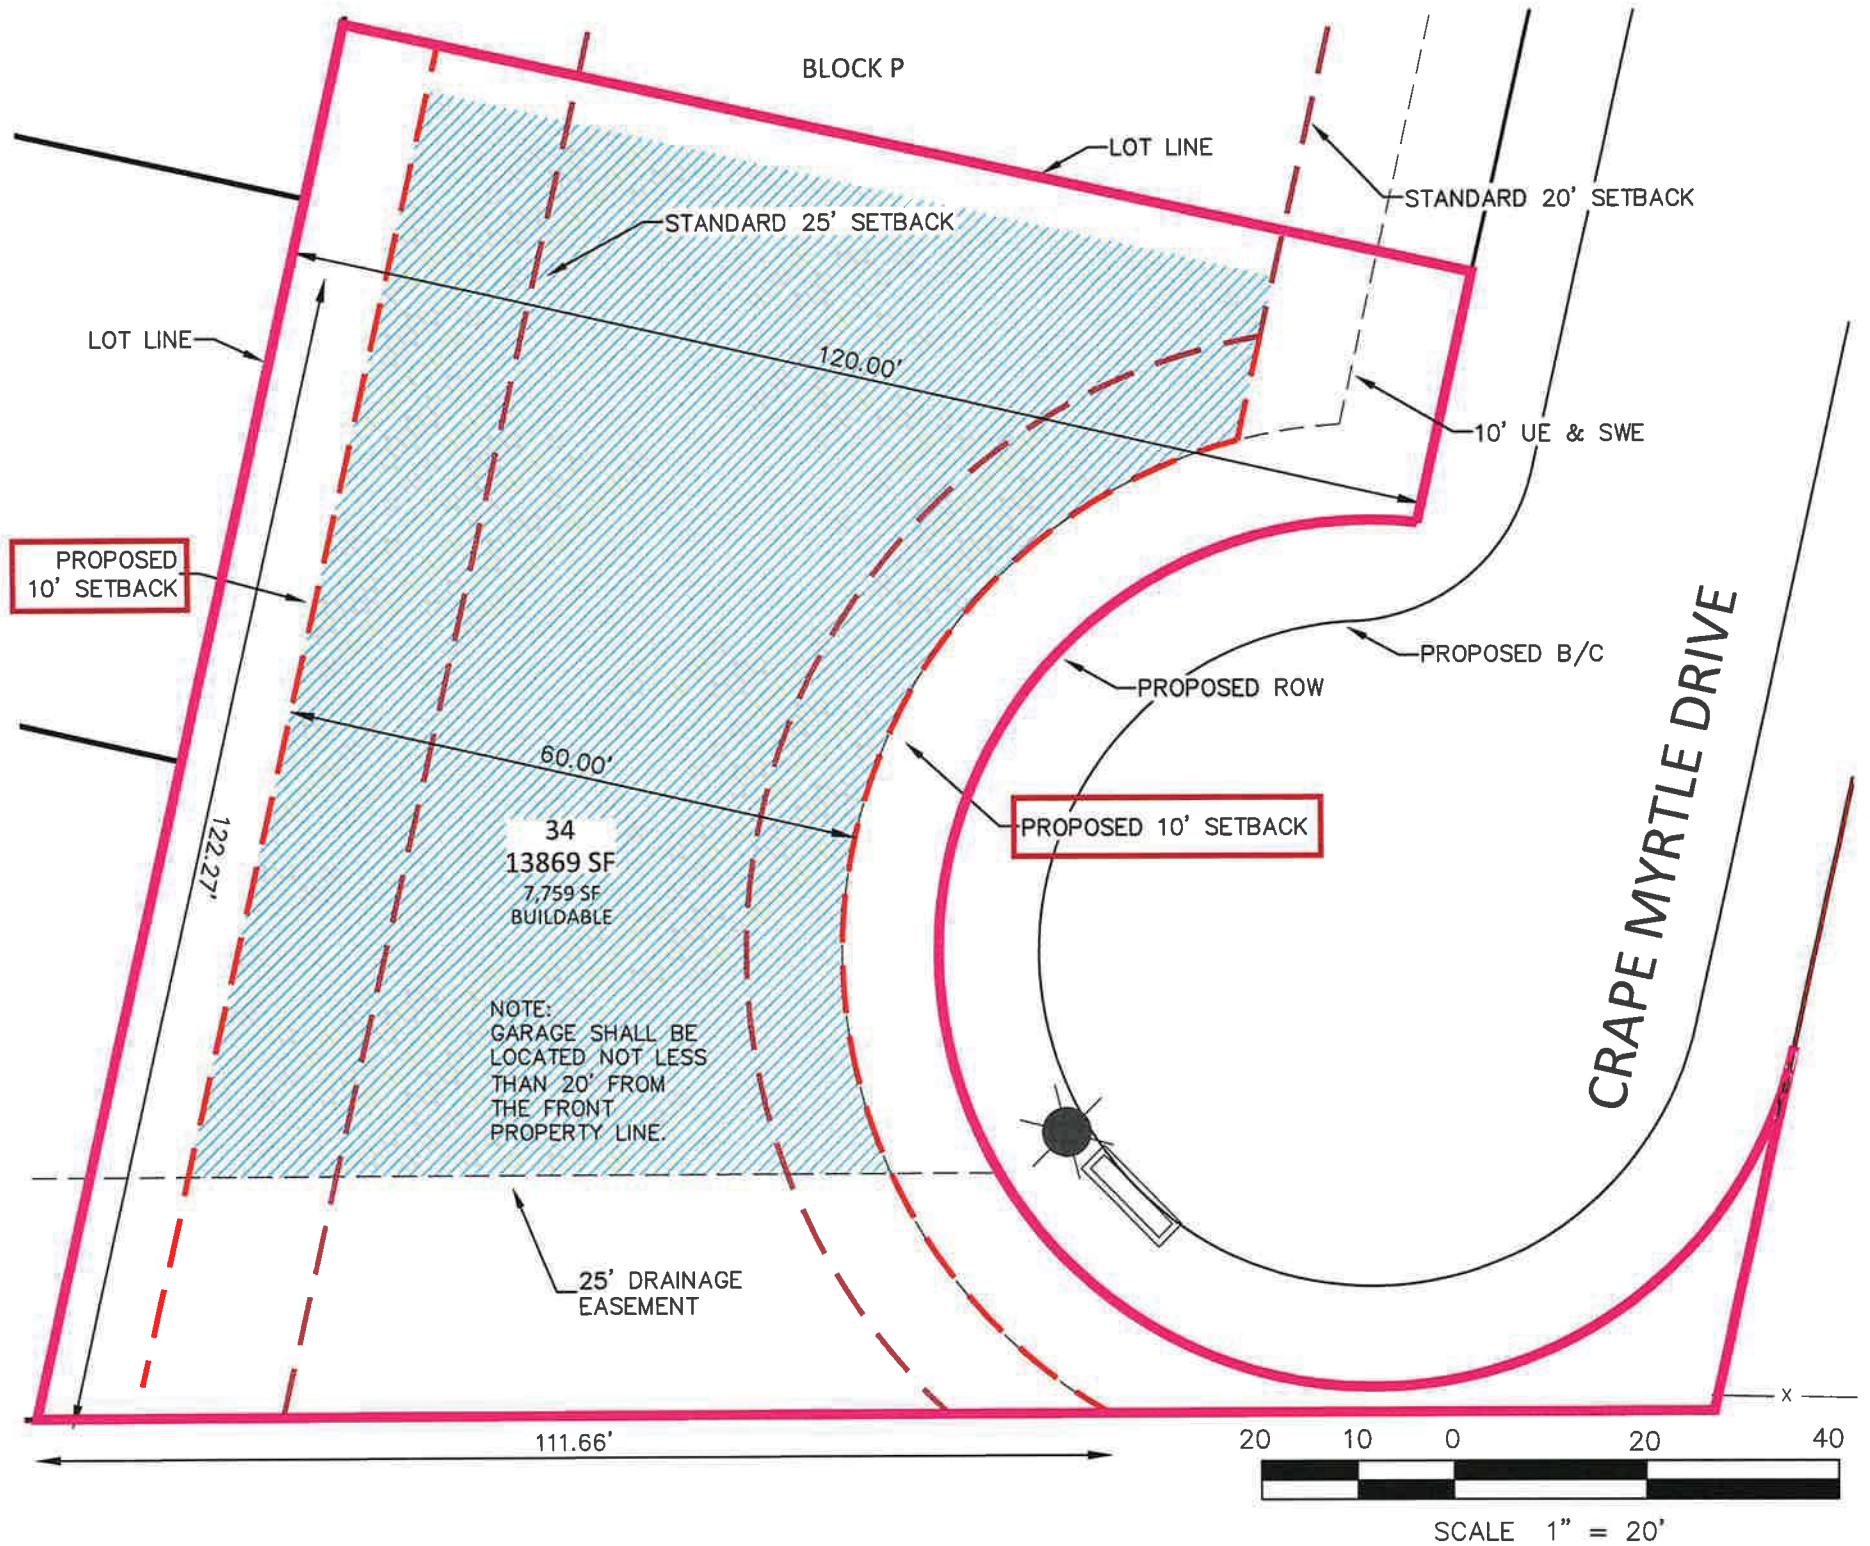 BLOCK P
LOT LINE
STANDARD 20' SETBACK
STANDARD 25' SETBACK
LOT LINE
120.00'
10' UE & SWE
PROPOSED
10' SETBACK
PROPOSED B/C
PROPOSED ROW
CRAPE MYRTLE DRIVE
60.00'
PROPOSED 10' SETBACK
34
13869 SF
7,759 SF
BUILDABLE
122.27'
NOTE:
GARAGE SHALL BE
LOCATED NOT LESS
THAN 20' FROM
THE FRONT
PROPERTY LINE.
25' DRAINAGE
EASEMENT
X
111.66'
20 10 0 20 40
SCALE 1" = 20'